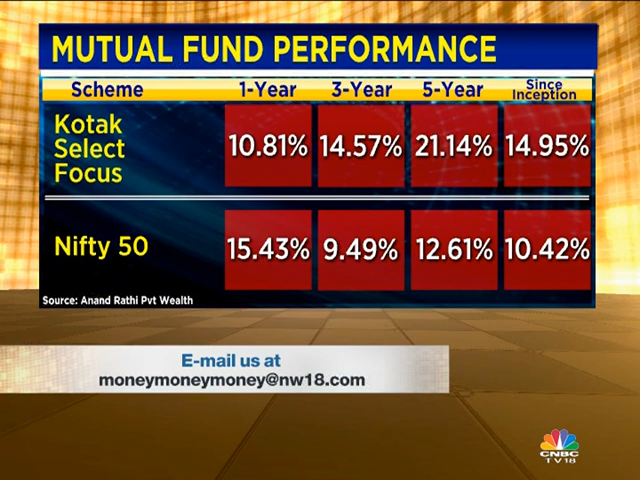 MUTUAL FUND PERFORMANCE
Scheme 1-Year 3-Year 5-Year Since Inception
Kotak Select Focus 10.81% 14.57% 21.14% 14.95%
Nifty 50 15.43% 9.49% 12.61% 10.42%
Source: Anand Rathi Pvt Wealth
E-mail us at
moneymoneymoney@nw18.com
CNBC
TV18